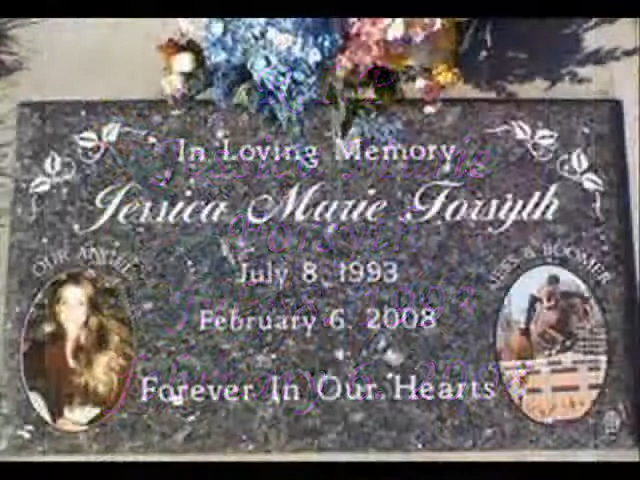 In Loving Memory
Jessica Marie Forsyth
OUR ANGEL
JESS & BOOMER
July 8, 1993
February 6, 2008
Forever In Our Hearts